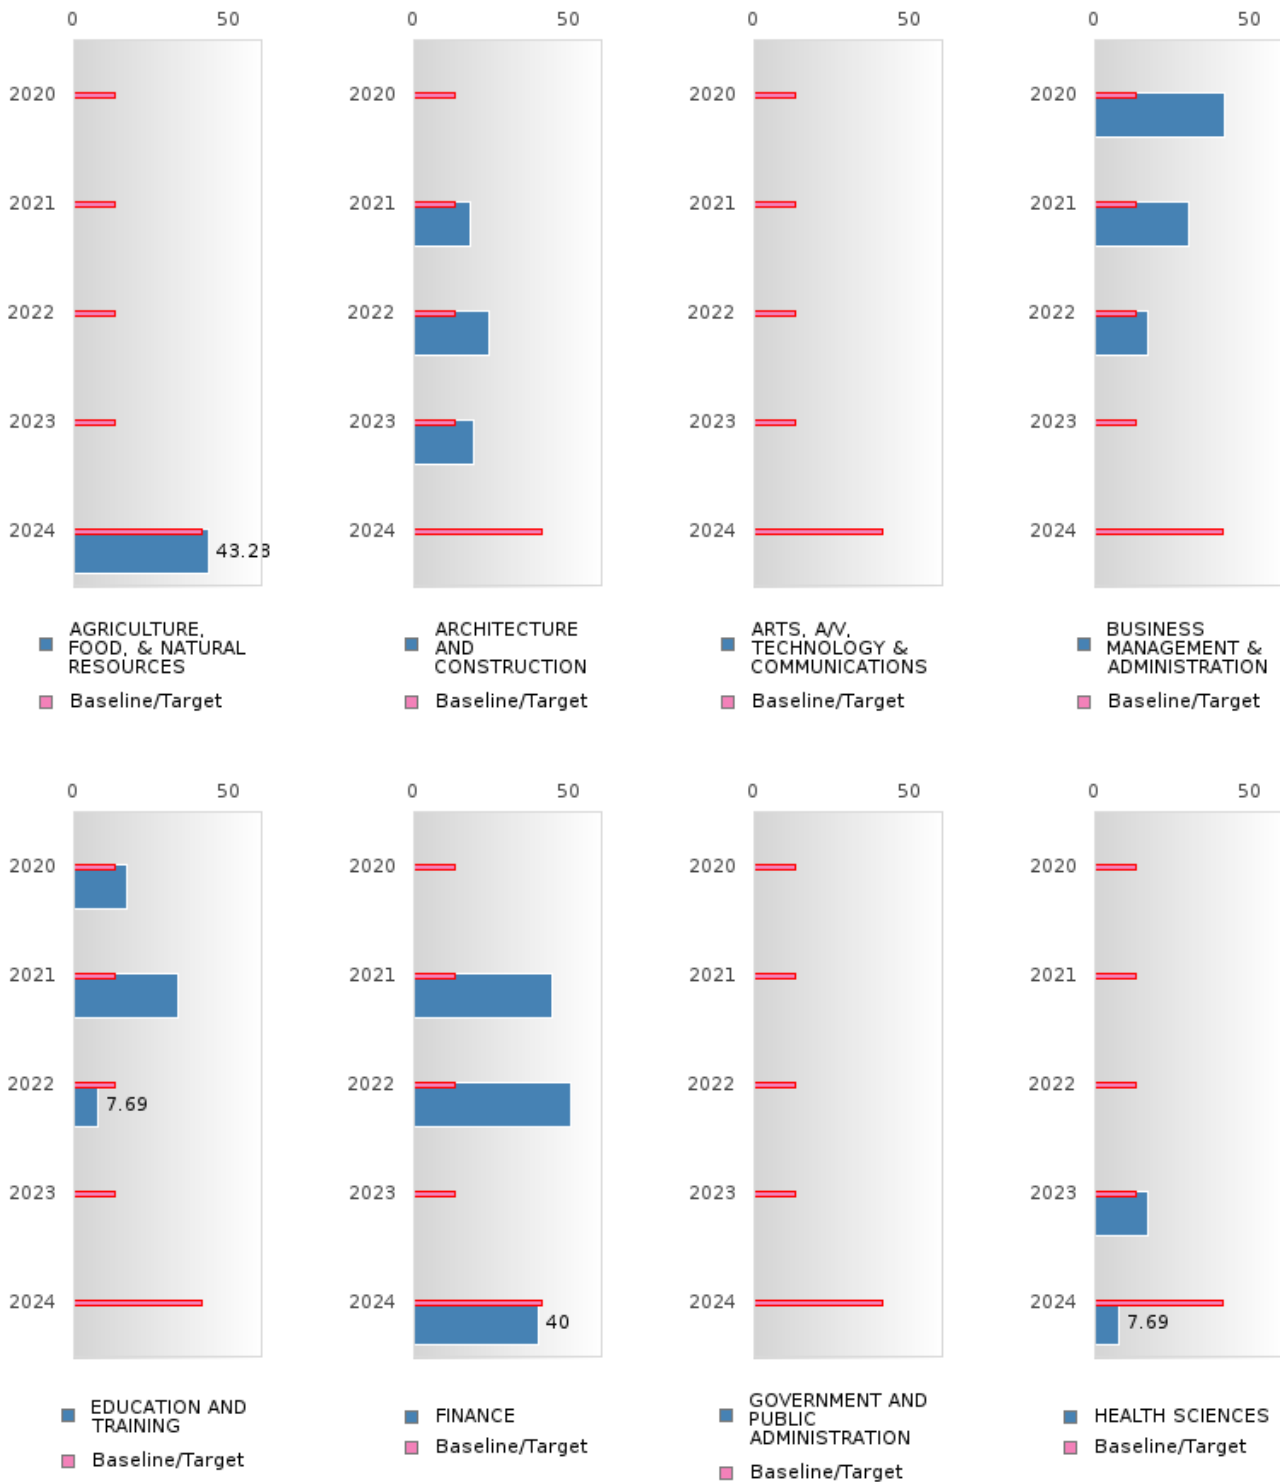 0 50 0 50 0 50 0 50
2020 2020 2020 2020
2021 2021 2021 2021
2022 2022 2022 2022
2023 2023 2023 2023
2024 2024 2024 2024
43.23
AGRICULTURE,
FOOD, & NATURAL
RESOURCES
Baseline/Target
ARCHITECTURE
AND
CONSTRUCTION
Baseline/Target
ARTS, A/V,
TECHNOLOGY &
COMMUNICATIONS
Baseline/Target
BUSINESS
MANAGEMENT &
ADMINISTRATION
Baseline/Target
0 50 0 50 0 50 0 50
2020 2020 2020 2020
2021 2021 2021 2021
2022 2022 2022 2022
7.69
2023 2023 2023 2023
2024 2024 2024 2024
40 7.69
EDUCATION AND
TRAINING
Baseline/Target
FINANCE
Baseline/Target
GOVERNMENT AND
PUBLIC
ADMINISTRATION
Baseline/Target
HEALTH SCIENCES
Baseline/Target